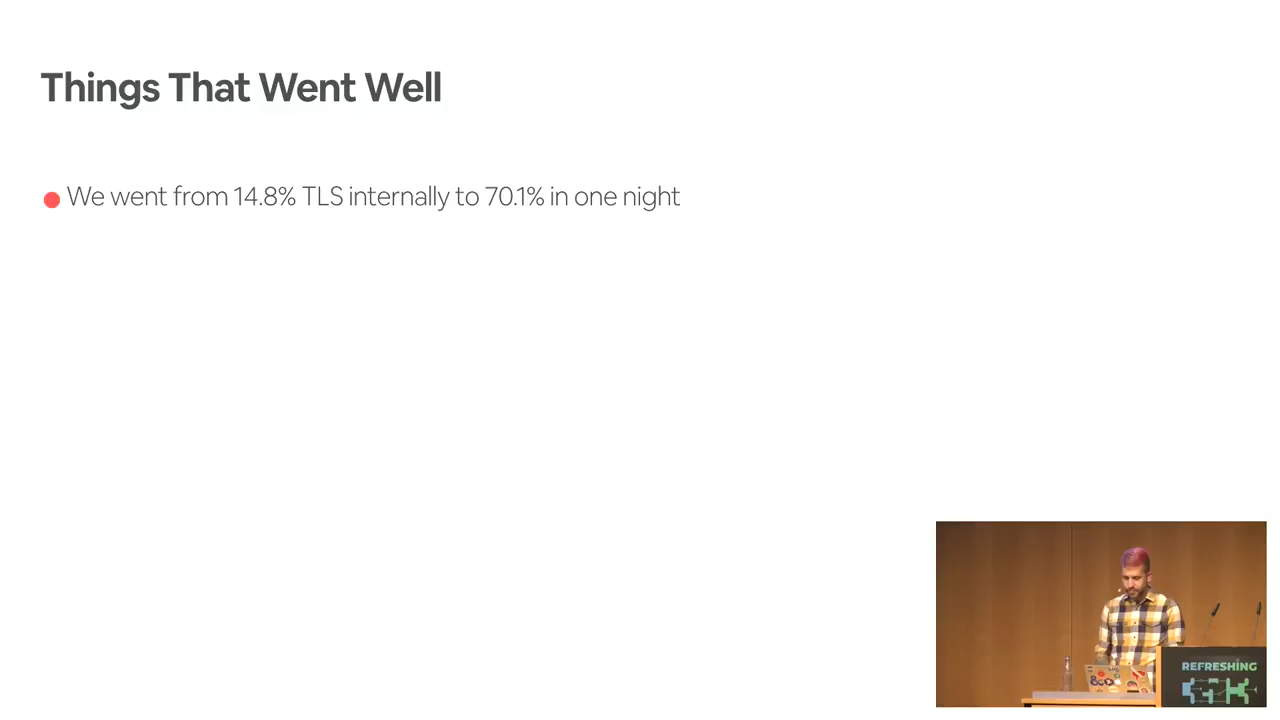 Things That Went Well
We went from 14.8% TLS internally to 70.1% in one night
REFRESHING